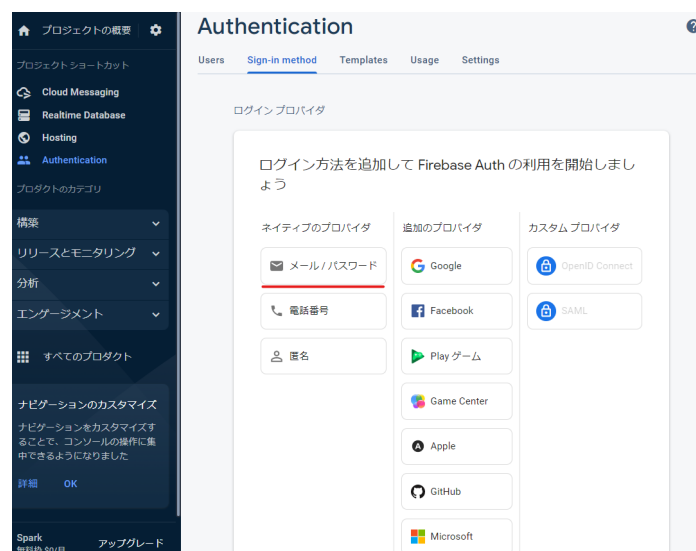 プロジェクトの概要
プロジェクト ショートカット
Cloud Messaging
Realtime Database
Hosting
Authentication
プロダクトのカテゴリ
構築
リリースとモニタリング
分析
エンゲージメント
すべてのプロダクト
ナビゲーションのカスタマイズ
ナビゲーションをカスタマイズす
ることで、コンソールの操作に集
中できるようになりました
詳細 OK
Spark
無料枠 $0/月
アップグレード
Authentication
Users Sign-in method Templates Usage Settings
ログイン プロバイダ
ログイン方法を追加して Firebase Auth の利用を開始しまし
ょう
ネイティブのプロバイダ
メール / パスワード
電話番号
匿名
追加のプロバイダ
Google
Facebook
Play ゲーム
Game Center
Apple
GitHub
Microsoft
カスタム プロバイダ
OpenID Connect
SAML